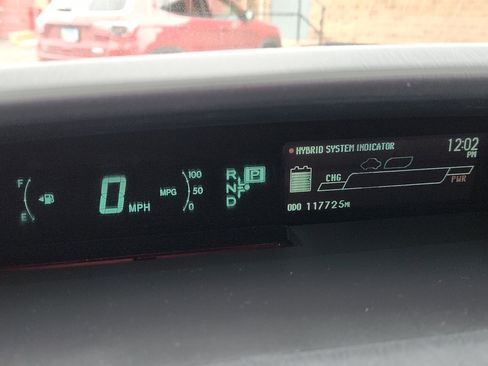 HYBRID SYSTEM INDICATOR
12:02
PM
F
E
0 MPH
MPG
100
50
0
R
N
D
P
CHG
PWR
ODO 117725MI